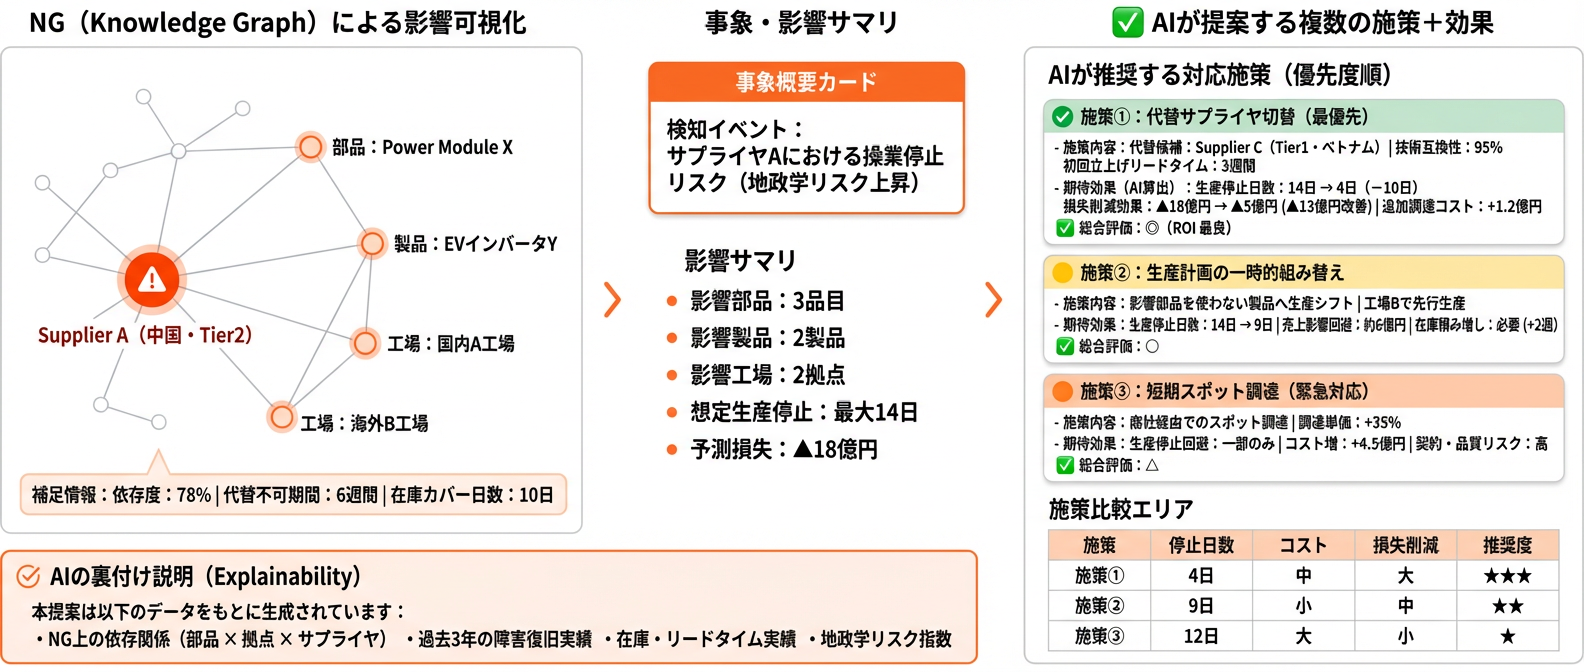 NG（Knowledge Graph）による影響可視化
部品：Power Module X
製品：EVインバータY
Supplier A（中国・Tier2）
工場：国内A工場
工場：海外B工場
補足情報：依存度：78% | 代替不可期間：6週間 | 在庫カバー日数：10日
事象・影響サマリ
事象概要カード
検知イベント：
サプライヤAにおける操業停止
リスク（地政学リスク上昇）
影響サマリ
● 影響部品：3品目
● 影響製品：2製品
● 影響工場：2拠点
● 想定生産停止：最大14日
● 予測損失：▲18億円
AIの裏付け説明（Explainability）
本提案は以下のデータをもとに生成されています：
・NG上の依存関係（部品 × 拠点 × サプライヤ） ・過去3年の障害復旧実績 ・在庫・リードタイム実績 ・地政学リスク指数
✅ AIが提案する複数の施策＋効果
AIが推奨する対応施策（優先度順）
施策①：代替サプライヤ切替（最優先）
- 施策内容：代替候補：Supplier C（Tier1・ベトナム） | 技術互換性：95%
初回立上げリードタイム：3週間
- 期待効果（AI算出）：生産停止日数：14日 → 4日（－10日）
損失削減効果：▲18億円 → ▲5億円 (▲13億円改善) | 追加調達コスト：+1.2億円
✅ 総合評価：◎（ROI 最良）
施策②：生産計画の一時的組み替え
- 施策内容：影響部品を使わない製品へ生産シフト | 工場Bで先行生産
- 期待効果：生産停止日数：14日 → 9日 | 売上影響回避：約6億円 | 在庫積み増し：必要 (+2週)
✅ 総合評価：○
施策③：短期スポット調達（緊急対応）
- 施策内容：商社経由でのスポット調達 | 調達単価：+35%
- 期待効果：生産停止回避：一部のみ | コスト増：+4.5億円 | 契約・品質リスク：高
✅ 総合評価：△
施策比較エリア
施策 停止日数 コスト 損失削減 推奨度
施策① 4日 中 大 ★★★
施策② 9日 小 中 ★★
施策③ 12日 大 小 ★